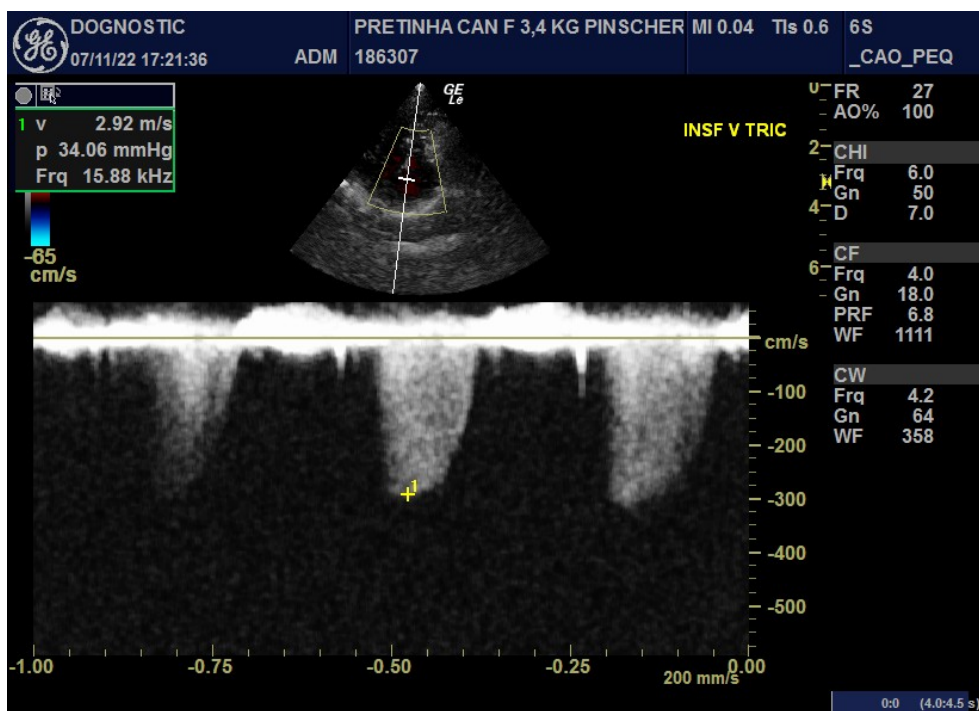 DOGNOSTIC
07/11/22 17:21:36
ADM
PRETINHA CAN F 3,4 KG PINSCHER
186307
MI 0.04 TIs 0.6
6S
_CAO_PEQ
1 v 2.92 m/s
p 34.06 mmHg
Frq 15.88 kHz
-65
cm/s
GE
Lé
INSF V TRIC
0
2
4
6
FR 27
AO% 100
CHI
Frq 6.0
Gn 50
D 7.0
CF
Frq 4.0
Gn 18.0
PRF 6.8
WF 1111
CW
Frq 4.2
Gn 64
WF 358
1
cm/s
-100
-200
-300
-400
-500
-1.00
-0.75
-0.50
-0.25
0.00
200 mm/s
0:0 (4.0:4.5 s)